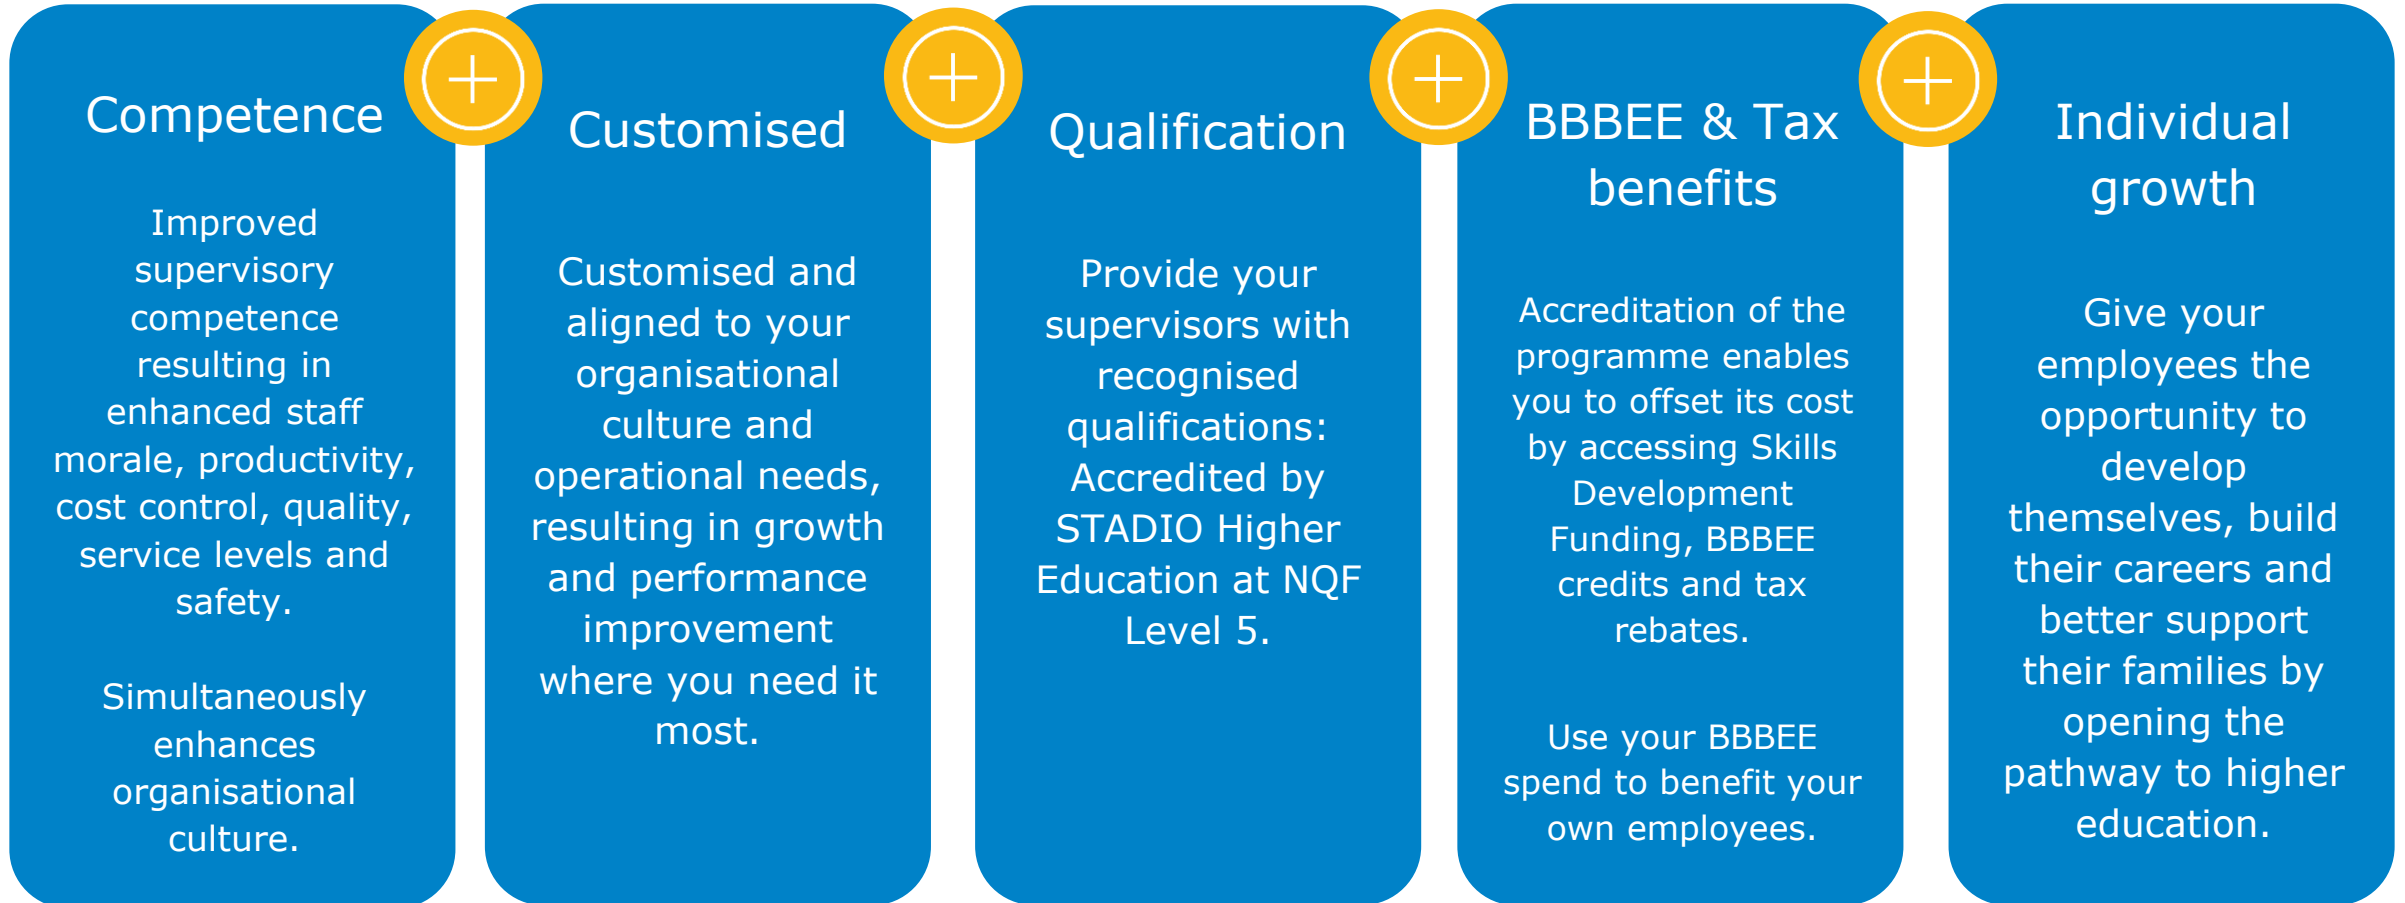 Competence
Improved
supervisory
competence
resulting in
enhanced staff
morale, productivity,
cost control, quality,
service levels and
safety.
Simultaneously
enhances
organisational
culture.
Customised
Customised and
aligned to your
organisational
culture and
operational needs,
resulting in growth
and performance
improvement
where you need it
most.
Qualification
Provide your
supervisors with
recognised
qualifications:
Accredited by
STADIO Higher
Education at NQF
Level 5.
BBBEE & Tax
benefits
Accreditation of the
programme enables
you to offset its cost
by accessing Skills
Development
Funding, BBBEE
credits and tax
rebates.
Use your BBBEE
spend to benefit your
own employees.
Individual
growth
Give your
employees the
opportunity to
develop
themselves, build
their careers and
better support
their families by
opening the
pathway to higher
education.